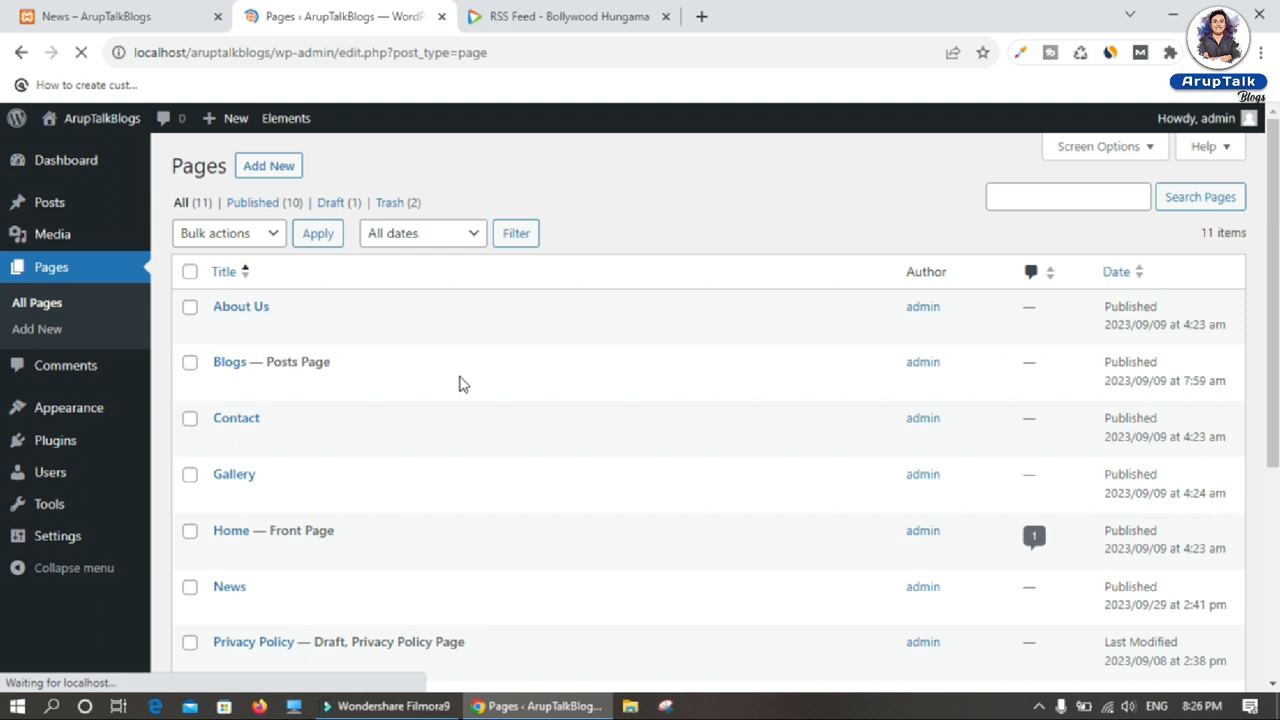 News – ArupTalkBlogs
Pages ‹ ArupTalkBlogs — WordP
RSS Feed - Bollywood Hungama
localhost/aruptalkblogs/wp-admin/edit.php?post_type=page
How to create cust...
ArupTalk
Blogs
ArupTalkBlogs 0 New Elements
Howdy, admin
Dashboard
Posts
Media
Pages
All Pages
Add New
Comments
Appearance
Plugins
Users
Tools
Settings
Collapse menu
Screen Options
Help
Pages Add New
All (11) | Published (10) | Draft (1) | Trash (2)
Search Pages
Bulk actions Apply All dates Filter
11 items
Title Author Date
About Us admin — Published
2023/09/09 at 4:23 am
Blogs — Posts Page admin — Published
2023/09/09 at 7:59 am
Contact admin — Published
2023/09/09 at 4:23 am
Gallery admin — Published
2023/09/09 at 4:24 am
Home — Front Page admin 1 Published
2023/09/09 at 4:23 am
News admin — Published
2023/09/29 at 2:41 pm
Privacy Policy — Draft, Privacy Policy Page admin — Last Modified
2023/09/08 at 2:38 pm
Waiting for localhost...
Wondershare Filmora9
Pages ‹ ArupTalkBlog...
ENG
8:26 PM